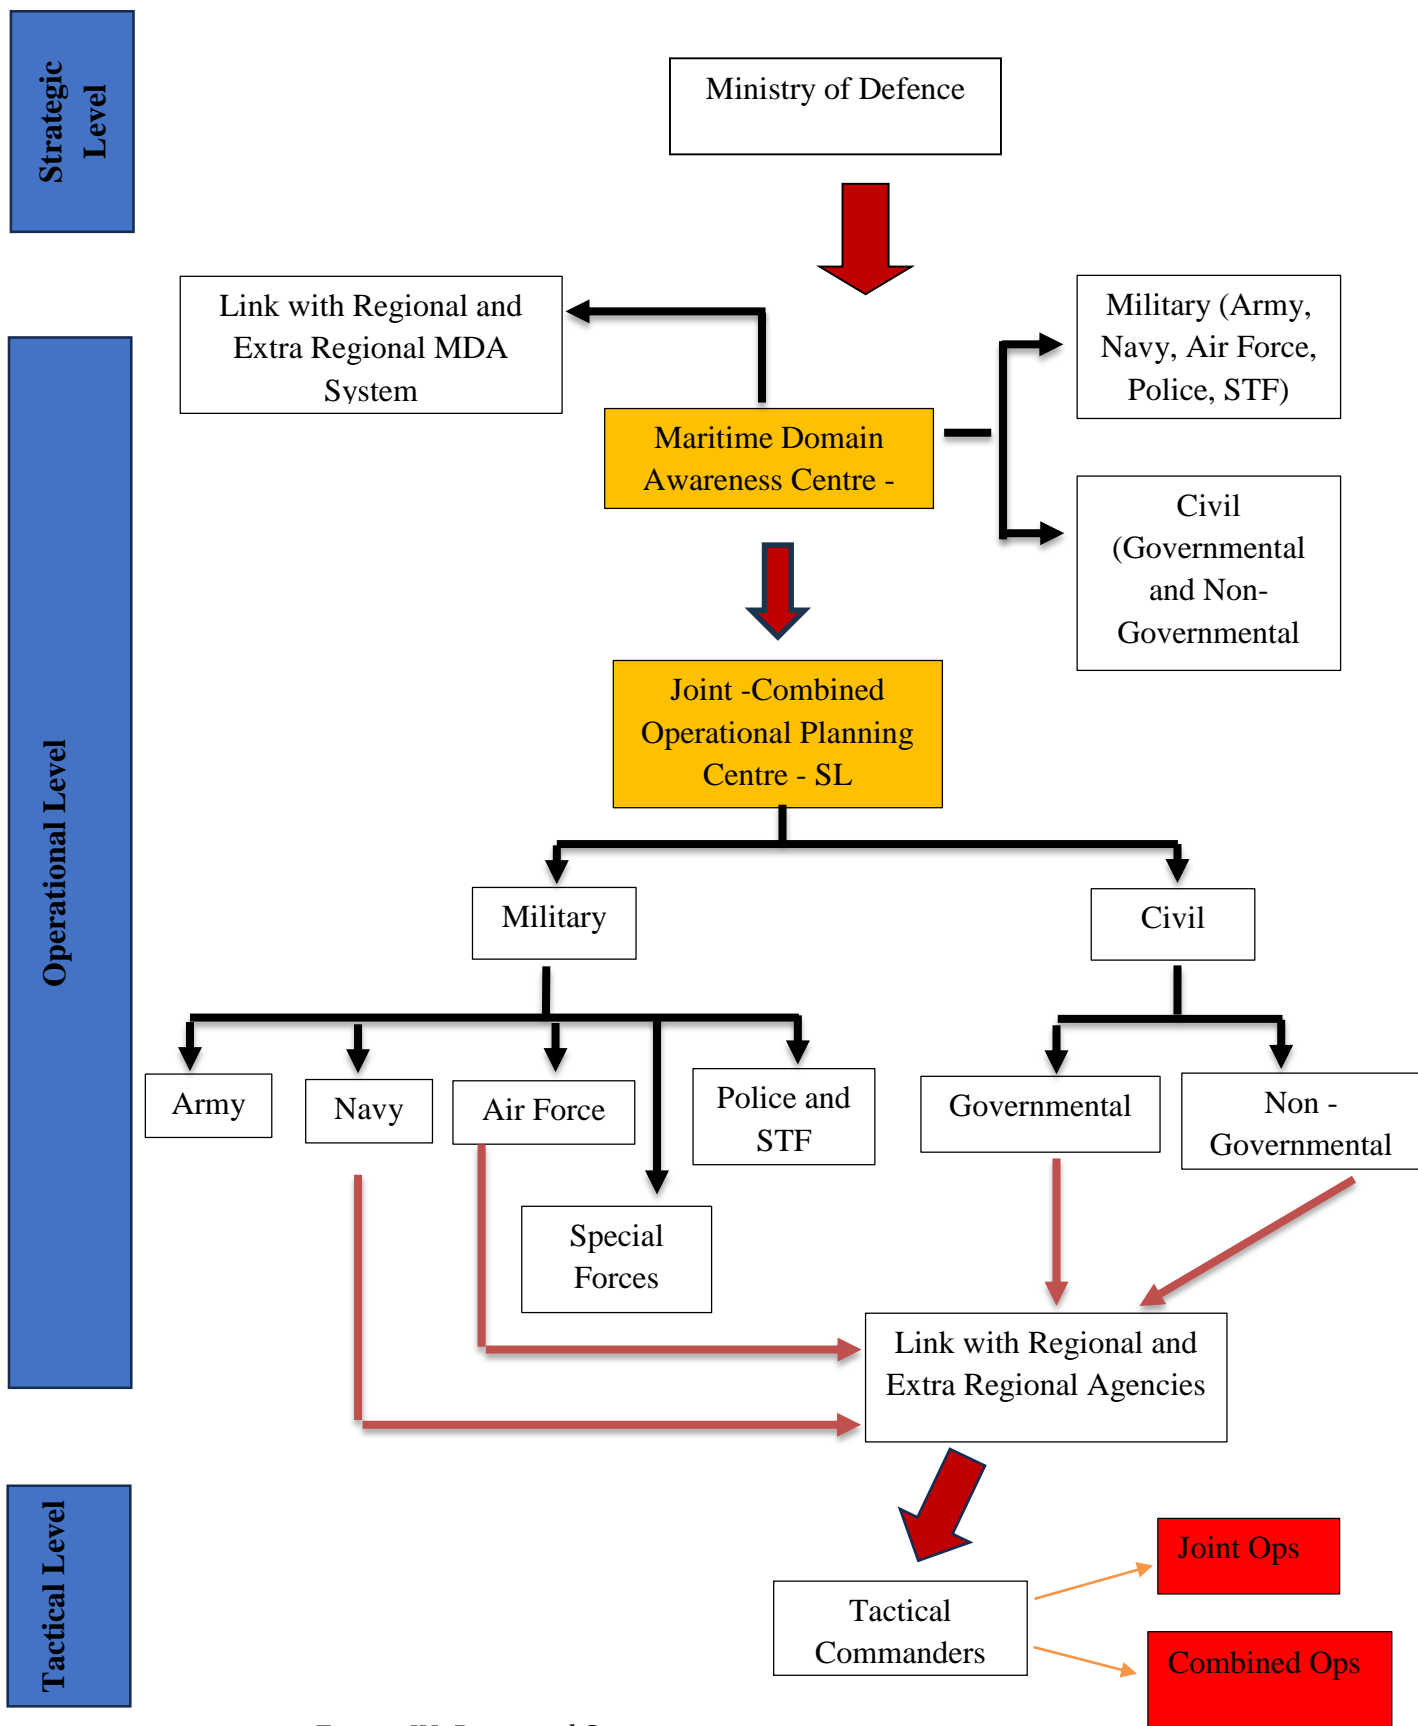 Strategic
Level
Ministry of Defence
Link with Regional and
Extra Regional MDA
System
Military (Army,
Navy, Air Force,
Police, STF)
Maritime Domain
Awareness Centre -
Civil
(Governmental
and Non-
Governmental
Operational Level
Joint -Combined
Operational Planning
Centre - SL
Military
Civil
Army
Navy
Air Force
Police and
STF
Governmental
Non -
Governmental
Special
Forces
Link with Regional and
Extra Regional Agencies
Tactical Level
Joint Ops
Tactical
Commanders
Combined Ops